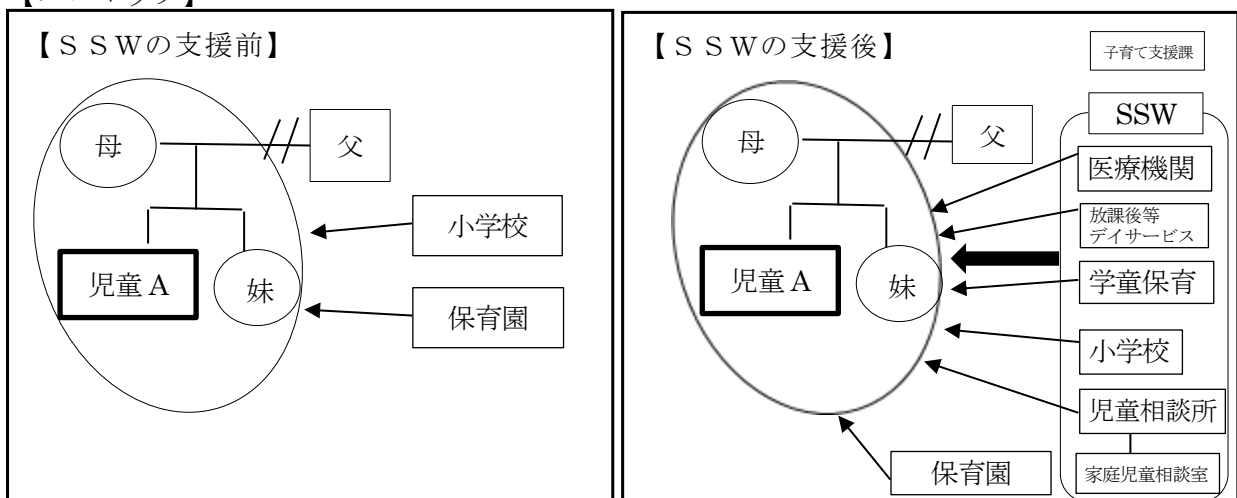 【ＳＳＷの支援前】
母
父
児童Ａ
妹
小学校
保育園
【ＳＳＷの支援後】
母
父
児童Ａ
妹
保育園
子育て支援課
SSW
医療機関
放課後等
デイサービス
学童保育
小学校
児童相談所
家庭児童相談室